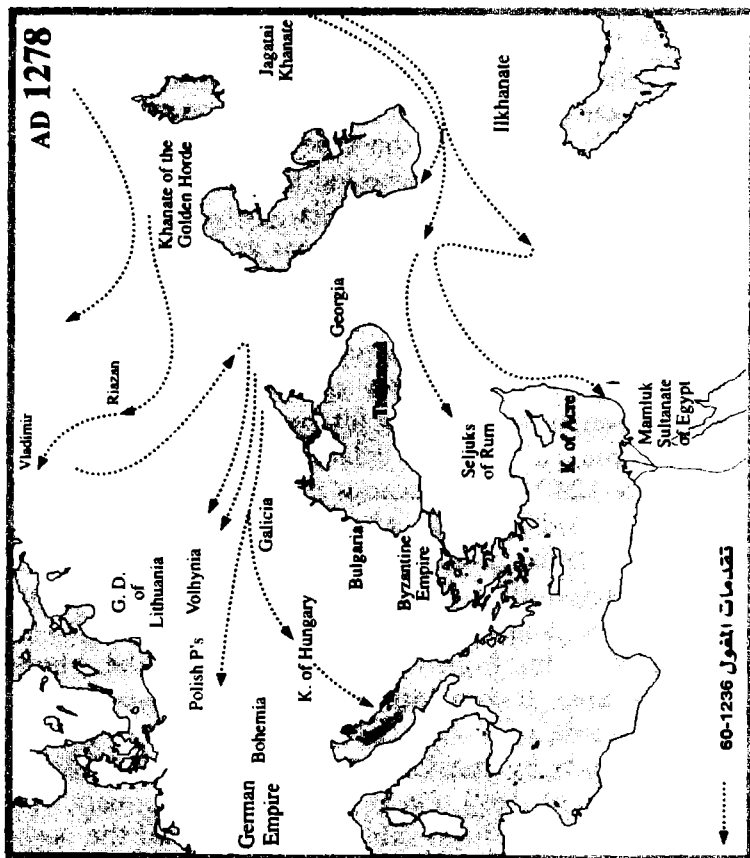 AD 1278
Vladimir
Riazan
Khanate of the
Golden Horde
Jagatai
Khanate
G. D.
of
Lithuania
Polish P's
Volhynia
Galicia
Georgia
Ilkhanate
German
Empire
Bohemia
K. of Hungary
Bulgaria
Trebizond
Byzantine
Empire
Seljuks
of Rum
K. of Acre
Mamluk
Sultanate
of Egypt
تقدمات المغول 1236-60